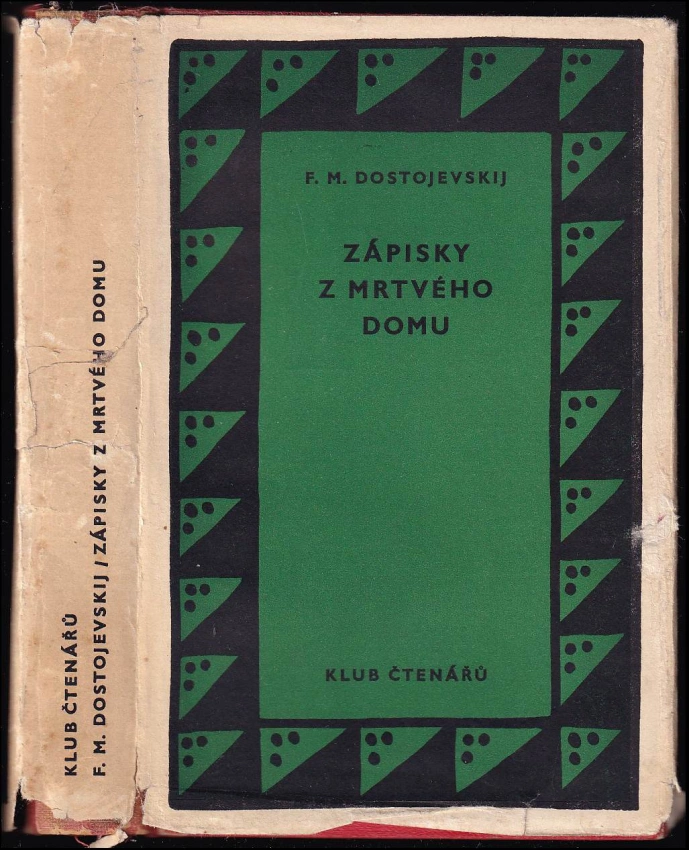 F. M. DOSTOJEVSKIJ
ZÁPISKY
Z MRTVÉHO
DOMU
KLUB ČTENÁŘŮ
KLUB ČTENÁŘŮ
F. M. DOSTOJEVSKIJ / ZÁPISKY Z MRTVÉHO DOMU